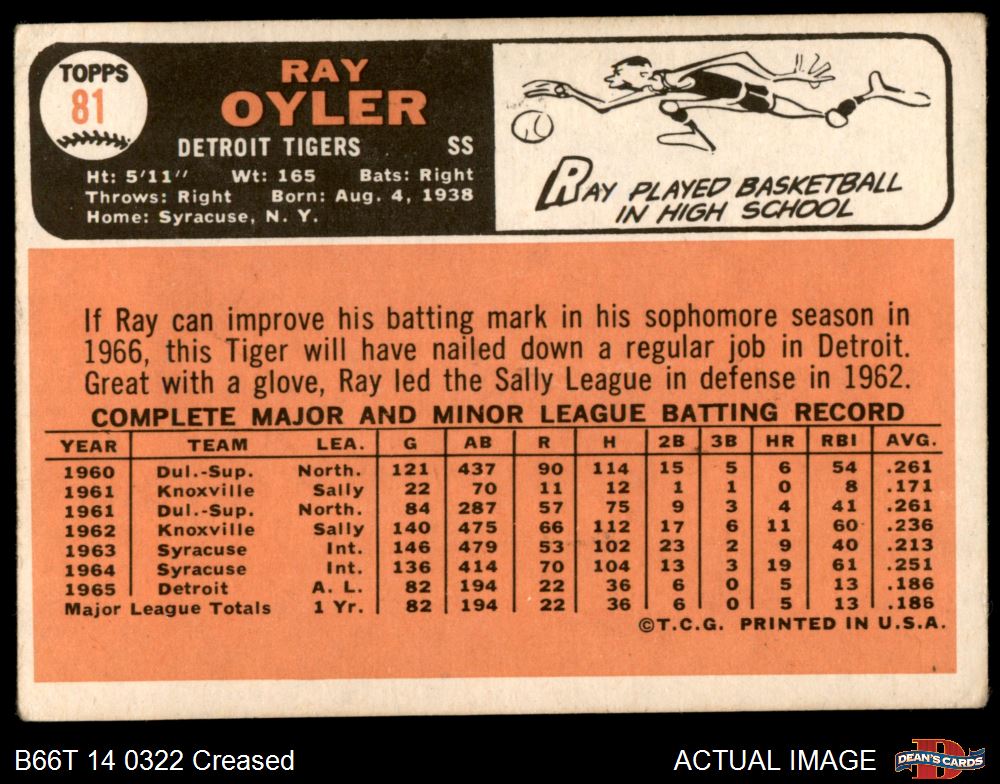 TOPPS
81
RAY
OYLER
DETROIT TIGERS SS
Ht: 5'11" Wt: 165 Bats: Right
Throws: Right Born: Aug. 4, 1938
Home: Syracuse, N. Y.
RAY PLAYED BASKETBALL
IN HIGH SCHOOL
If Ray can improve his batting mark in his sophomore season in
1966, this Tiger will have nailed down a regular job in Detroit.
Great with a glove, Ray led the Sally League in defense in 1962.
COMPLETE MAJOR AND MINOR LEAGUE BATTING RECORD
YEAR TEAM LEA. G AB R H 2B 3B HR RBI AVG.
1960 Dul.-Sup. North. 121 437 90 114 15 5 6 54 .261
1961 Knoxville Sally 22 70 11 12 1 1 0 8 .171
1961 Dul.-Sup. North. 84 287 57 75 9 3 4 41 .261
1962 Knoxville Sally 140 475 66 112 17 6 11 60 .236
1963 Syracuse Int. 146 479 53 102 23 2 9 40 .213
1964 Syracuse Int. 136 414 70 104 13 3 19 61 .251
1965 Detroit A. L. 82 194 22 36 6 0 5 13 .186
Major League Totals 1 Yr. 82 194 22 36 6 0 5 13 .186
©T.C.G. PRINTED IN U.S.A.
B66T 14 0322 Creased
ACTUAL IMAGE
D
DEAN'S CARDS